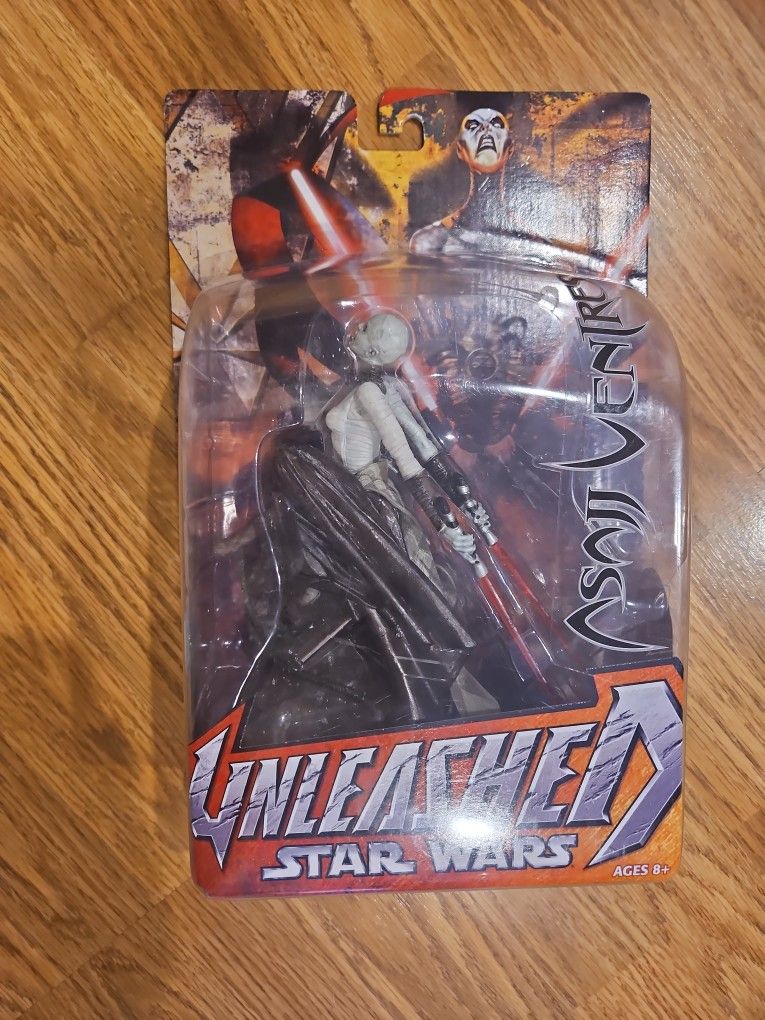 ASAJJ VENTRESS
UNLEASHED
STAR WARS
AGES 8+